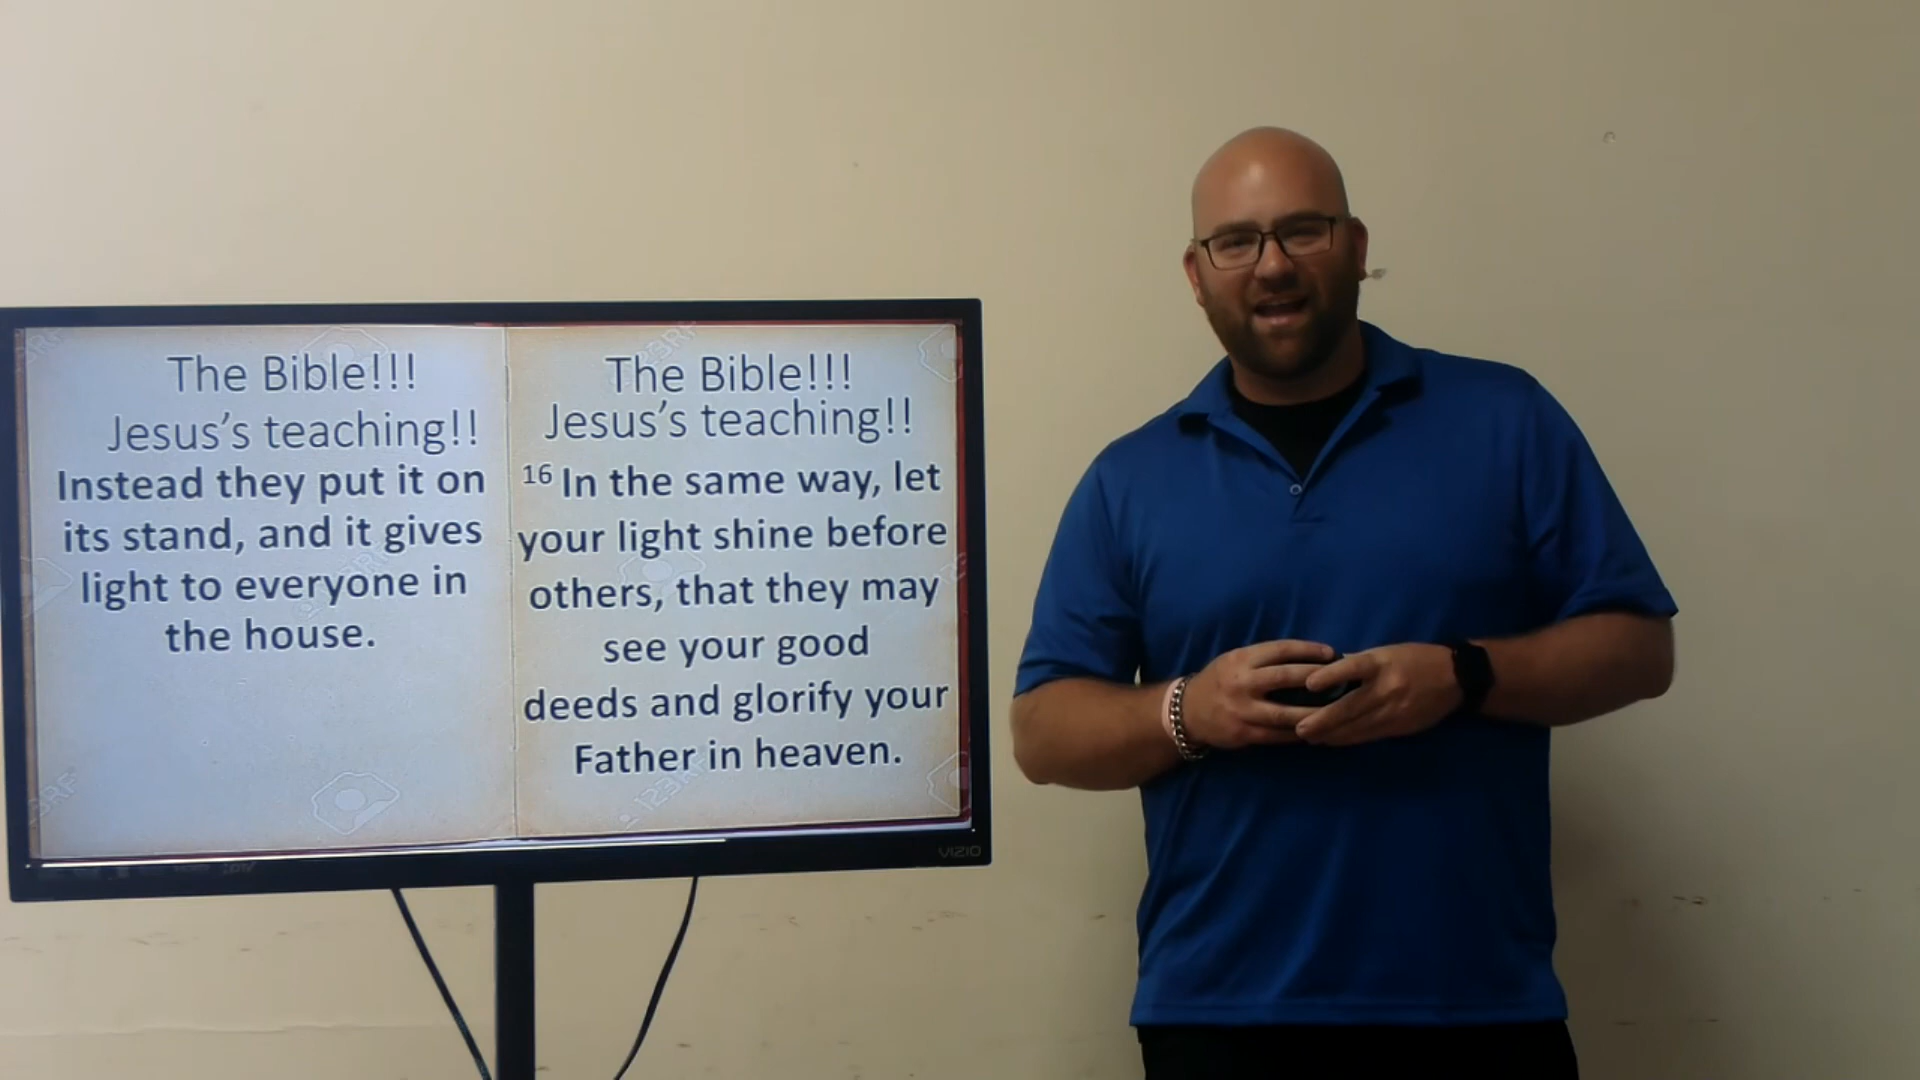 The Bible!!!
Jesus's teaching!!
Instead they put it on
its stand, and it gives
light to everyone in
the house.
The Bible!!!
Jesus's teaching!!
16 In the same way, let
your light shine before
others, that they may
see your good
deeds and glorify your
Father in heaven.
VIZIO
123RF